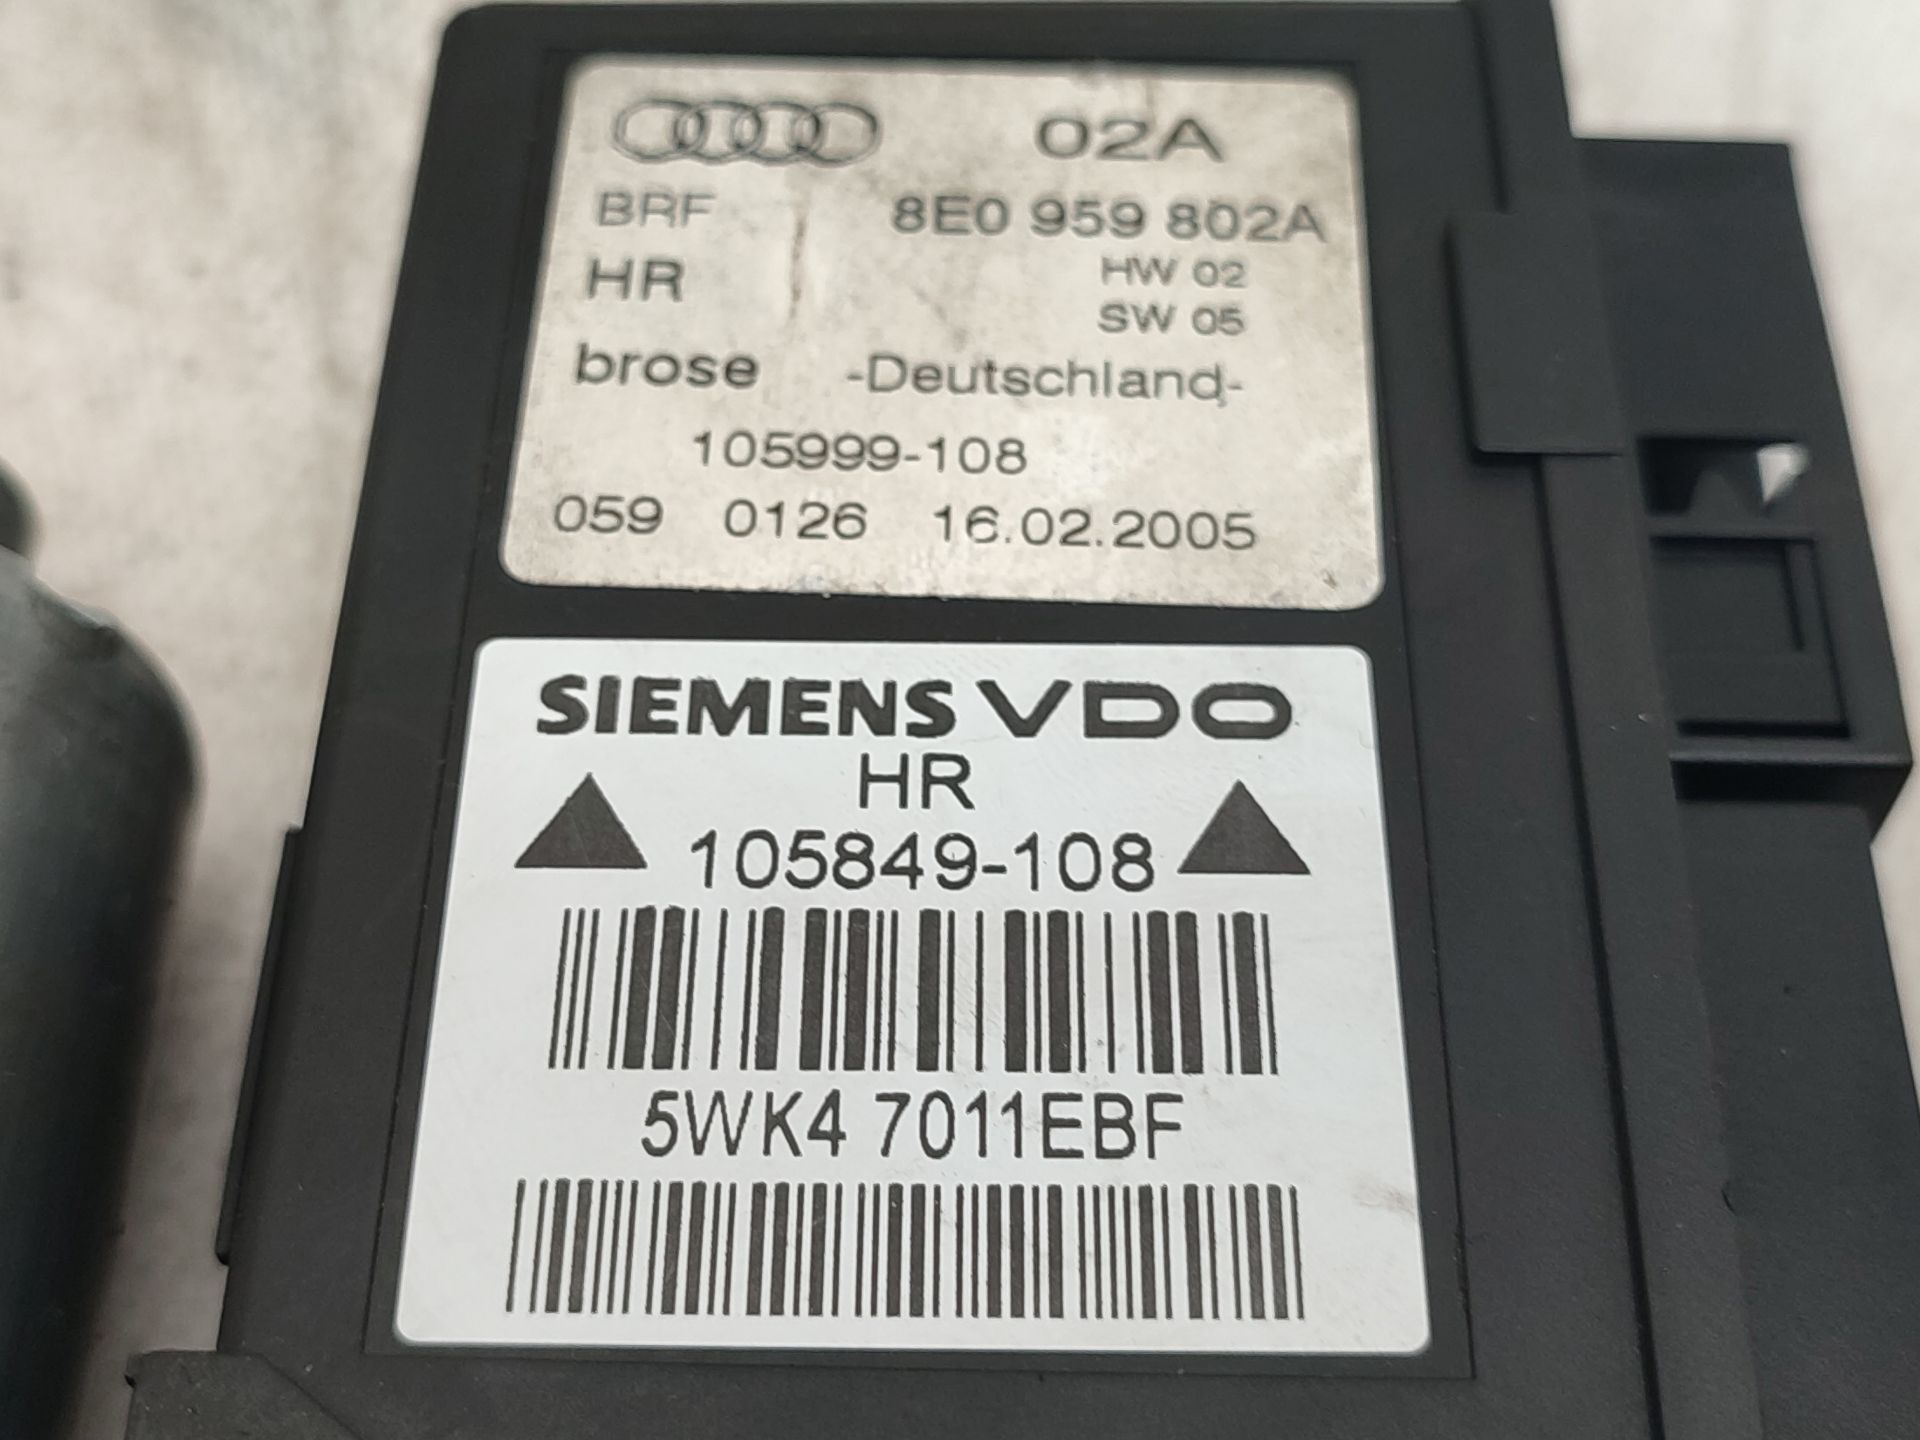 02A
BRF 8E0 959 802A
HR HW 02
SW 05
brose -Deutschland-
105999-108
059 0126 16.02.2005
SIEMENS VDO
HR
105849-108
5WK4 7011EBF